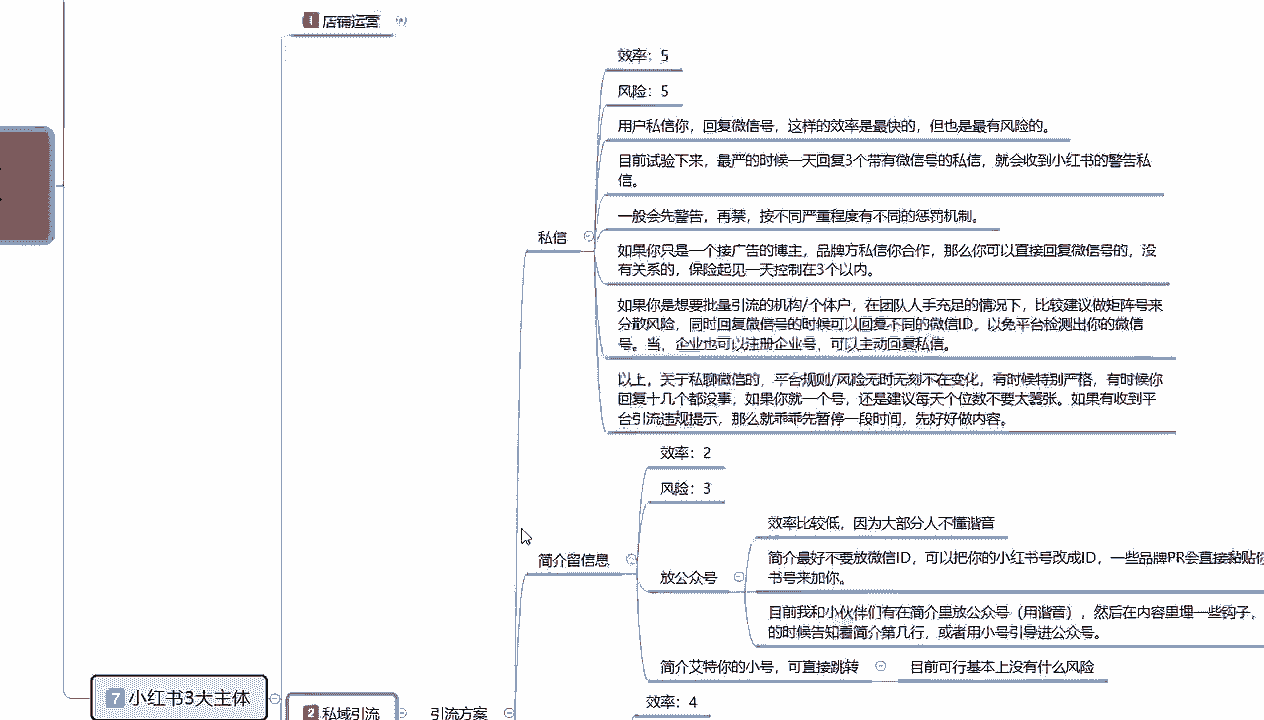 1 店铺运营
效率：5
风险：5
用户私信你，回复微信号，这样的效率是最快的，但也是最有风险的。
目前试验下来，最严的时候一天回复3个带有微信号的私信，就会收到小红书的警告私
信。
一般会先警告，再禁，按不同严重程度有不同的惩罚机制。
私信
如果你只是一个接广告的博主，品牌方私信你合作，那么你可以直接回复微信号的，没
有关系的，保险起见一天控制在3个以内。
如果你是想要批量引流的机构/个体户，在团队人手充足的情况下，比较建议做矩阵号来
分散风险，同时回复微信号的时候可以回复不同的微信ID，以免平台检测出你的微信
号。当，企业也可以注册企业号，可以主动回复私信。
以上，关于私聊微信的，平台规则/风险无时无刻不在变化，有时候特别严格，有时候你
回复十几个都没事，如果你就一个号，还是建议每天个位数不要太嚣张。如果有收到平
台引流违规提示，那么就乖乖先暂停一段时间，先好好做内容。
效率：2
风险：3
简介留信息
放公众号
效率比较低，因为大部分人不懂谐音
简介最好不要放微信ID，可以把你的小红书号改成ID，一些品牌PR会直接粘贴你
书号来加你。
目前我和小伙伴们有在简介里放公众号（用谐音），然后在内容里埋一些钩子。
的时候告知看简介第几行，或者用小号引导进公众号。
简介艾特你的小号，可直接跳转
目前可行基本上没有什么风险
效率：4
7 小红书3大主体
2 私域引流
引流方案